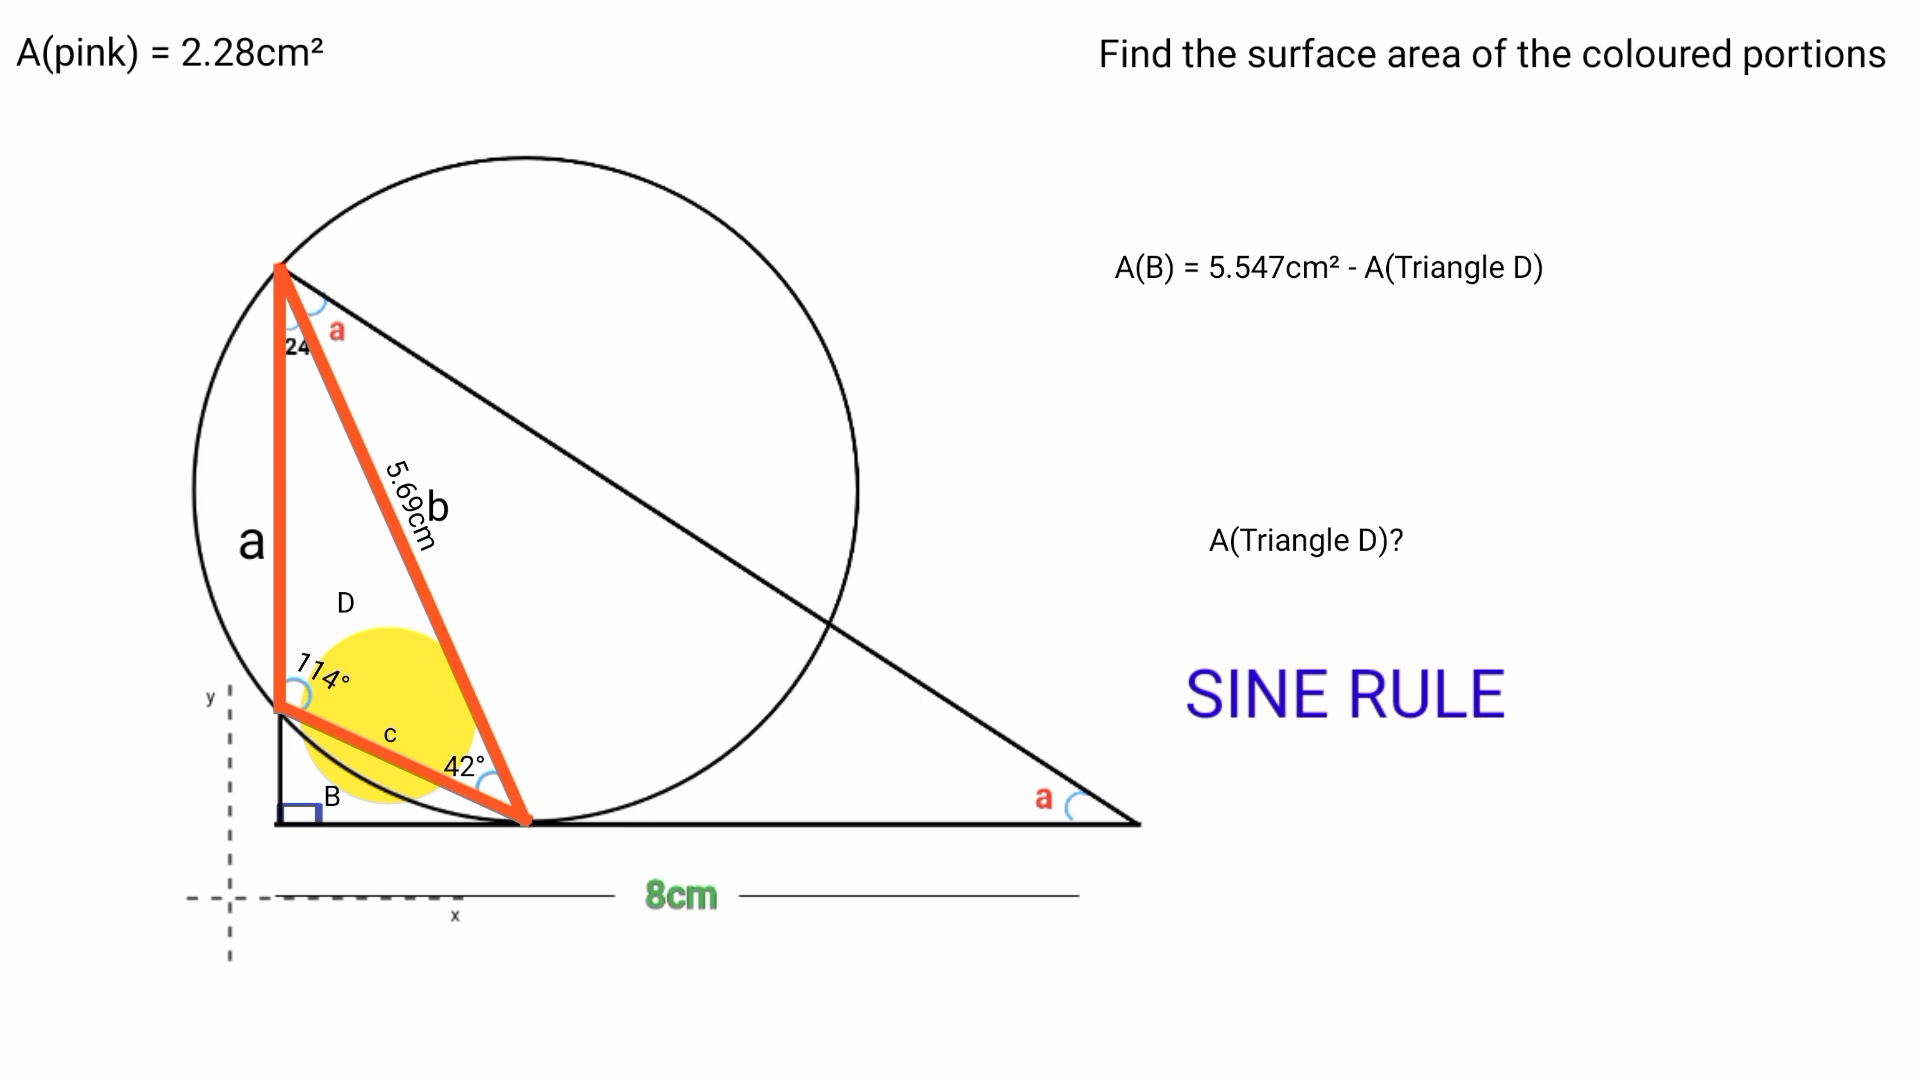 A(pink) = 2.28cm²
Find the surface area of the coloured portions
A(B) = 5.547cm² - A(Triangle D)
a
24
5.69cm
b
a
A(Triangle D)?
D
114°
SINE RULE
y
c
42°
B
a
8cm
x